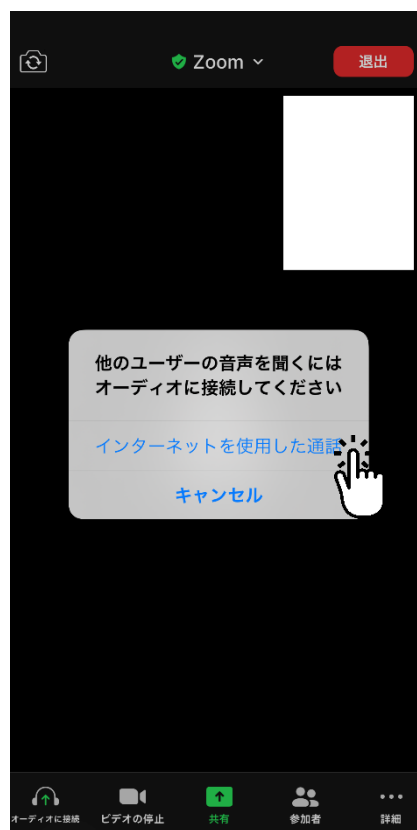 Zoom
退出
他のユーザーの音声を聞くには
オーディオに接続してください
インターネットを使用した通話
キャンセル
オーディオに接続 ビデオの停止 共有 参加者 詳細